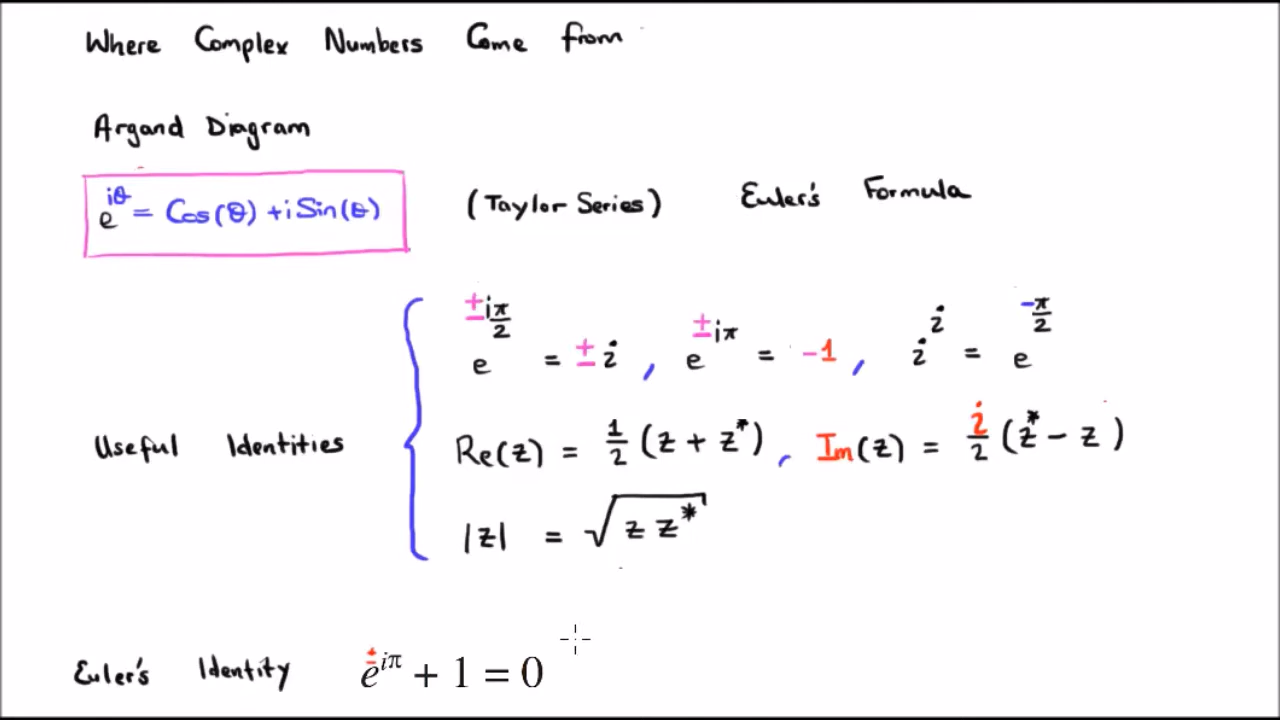 Where Complex Numbers Come from
Argand Diagram
e^{iθ} = Cos(θ) + i Sin(θ) (Taylor Series) Euler's Formula
e^{±iπ/2} = ± i , e^{±iπ} = -1 , i^i = e^{-π/2}
Useful Identities Re(z) = 1/2 (z + z*) , Im(z) = i/2 (z* - z)
|z| = √(z z*)
Euler's Identity e^{±iπ} + 1 = 0